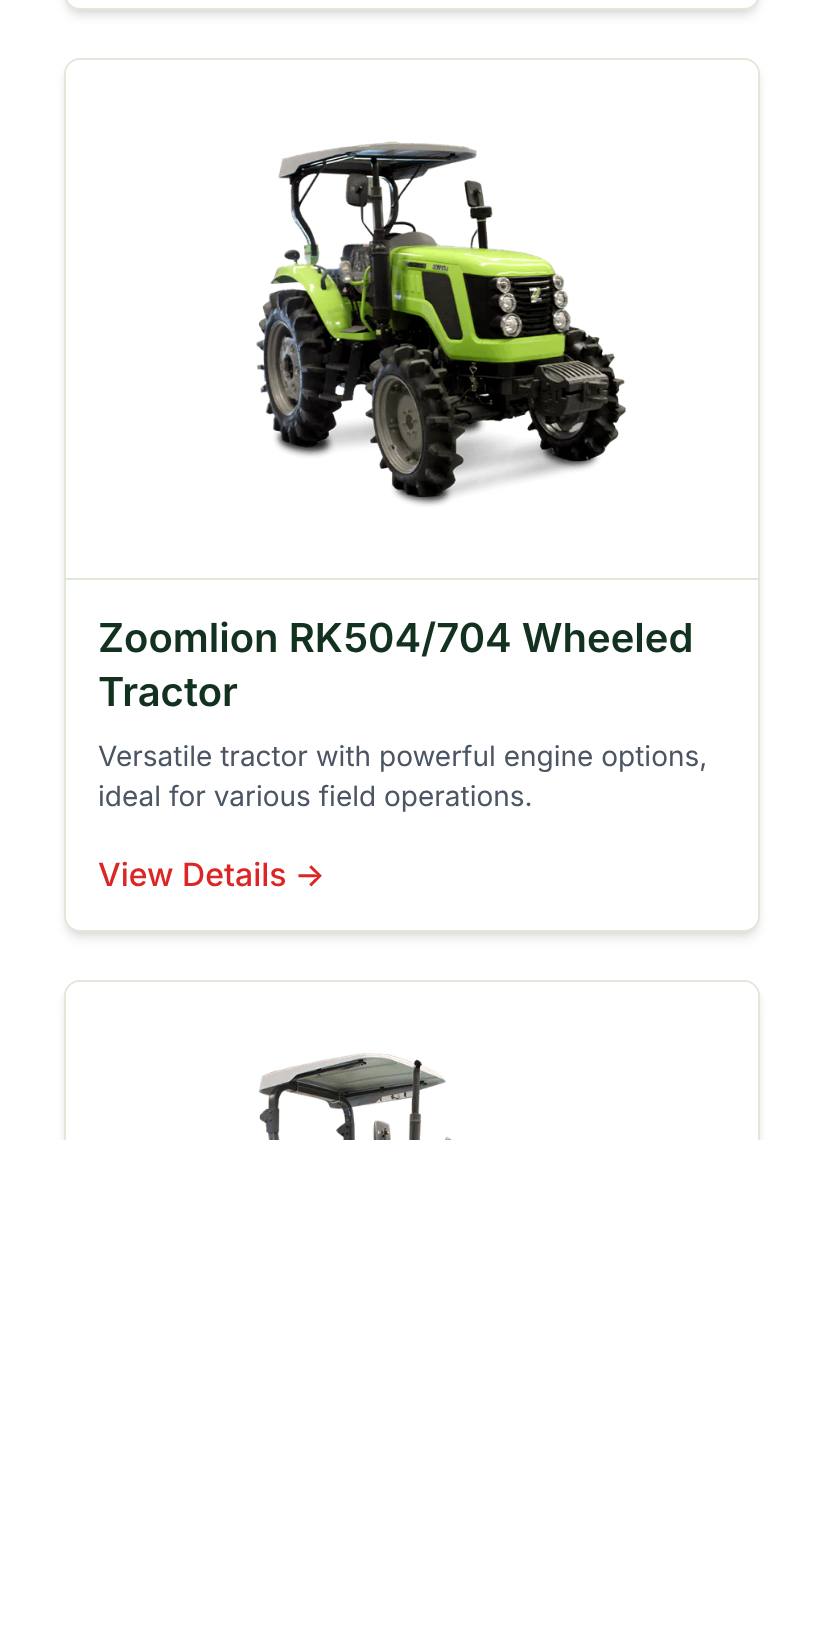 Zoomlion RK504/704 Wheeled
Tractor
Versatile tractor with powerful engine options,
ideal for various field operations.
View Details →